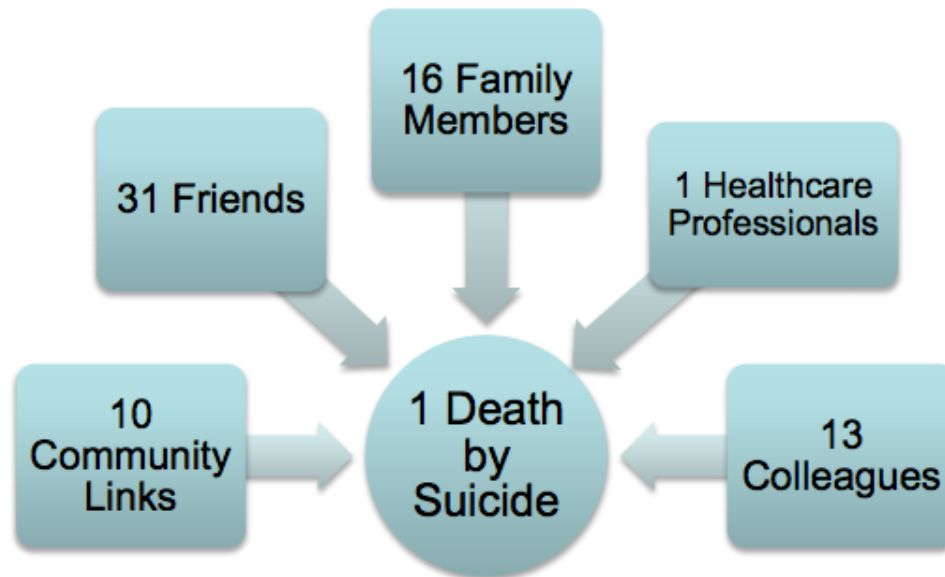 16 Family
Members
31 Friends
1 Healthcare
Professionals
10
Community
Links
1 Death
by
Suicide
13
Colleagues